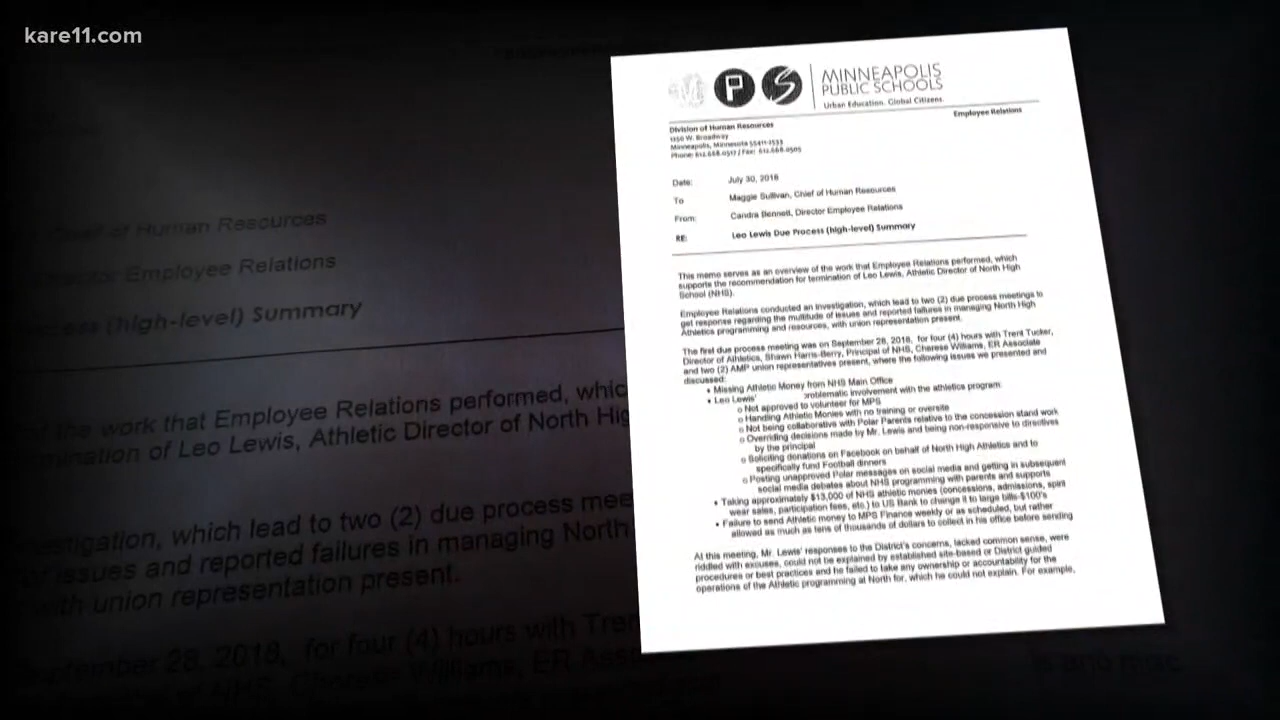 kare11.com
MINNEAPOLIS
PUBLIC SCHOOLS
Urban Education. Global Citizens.
Division of Human Resources
1250 W. Broadway
Minneapolis, Minnesota 55411-2533
Phone: 612.668.0517 / Fax: 612.668.0505
Employee Relations
Date: July 30, 2018
To Maggie Sullivan, Chief of Human Resources
From: Candra Bennett, Director Employee Relations
RE: Leo Lewis Due Process (high-level) Summary
This memo serves as an overview of the work that Employee Relations performed, which
supports the recommendation for termination of Leo Lewis, Athletic Director of North High
School (NHS).
Employee Relations conducted an investigation, which lead to two (2) due process meetings to
get response regarding the multitude of issues and reported failures in managing North High
Athletics programming and resources, with union representation present.
The first due process meeting was on September 28, 2018, for four (4) hours with Trent Tucker,
Director of Athletics, Shawn Harris-Berry, Principal of NHS, Cherese Williams, ER Associate
and two (2) AMP union representatives present, where the following issues we presented and
discussed:
• Missing Athletic Money from NHS Main Office
• Leo Lewis' roblematic involvement with the athletics program:
o Not approved to volunteer for MPS
o Handling Athletic Monies with no training or oversite
o Not being collaborative with Polar Parents relative to the concession stand work
o Overriding decisions made by Mr. Lewis and being non-responsive to directives
by the principal
o Soliciting donations on Facebook on behalf of North High Athletics and to
specifically fund Football dinners
o Posting unapproved Polar messages on social media and getting in subsequent
social media debates about NHS programming with parents and supports
• Taking approximately $13,000 of NHS athletic monies (concessions, admissions, spirit
wear sales, participation fees, etc.) to US Bank to change it to large bills-$100's
• Failure to send Athletic money to MPS Finance weekly or as scheduled, but rather
allowed as much as tens of thousands of dollars to collect in his office before sending
At this meeting, Mr. Lewis' responses to the District's concerns, lacked common sense, were
riddled with excuses, could not be explained by established site-based or District guided
procedures or best practices and he failed to take any ownership or accountability for the
operations of the Athletic programming at North for, which he could not explain. For example,
of Human Resources
Employee Relations
(high-level) Summary
work that Employee Relations performed, whic
mination of Leo Lewis, Athletic Director of North Hig
stigation, which lead to two (2) due process mee
issues and reported failures in managing North
with union representation present.
September 28, 2018, for four (4) hours with Tren
of NHS, Cherese Williams, ER Asso